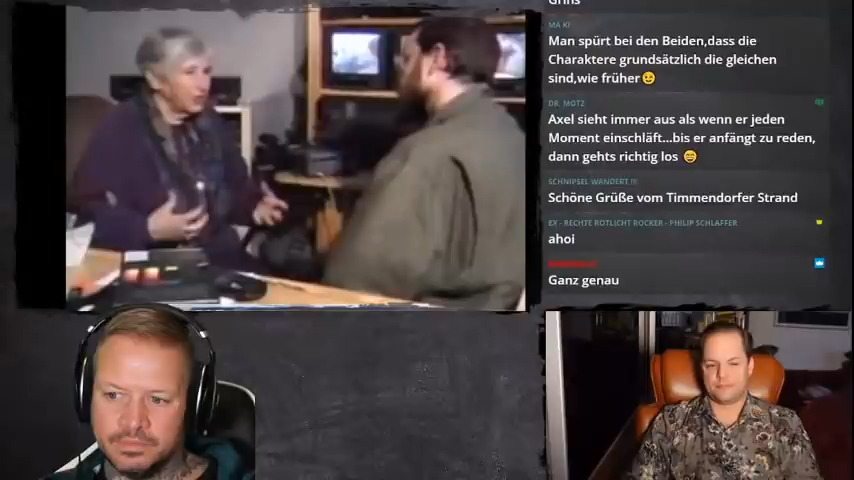 Grins
MA KI
Man spürt bei den Beiden,dass die
Charaktere grundsätzlich die gleichen
sind,wie früher😉
DR. MOTZ
Axel sieht immer aus als wenn er jeden
Moment einschläft...bis er anfängt zu reden,
dann gehts richtig los 😄
SCHNIPSEL WANDERT !!!
Schöne Grüße vom Timmendorfer Strand
EX - RECHTE ROTLICHT ROCKER - PHILIP SCHLAFFER
ahoi
Ganz genau